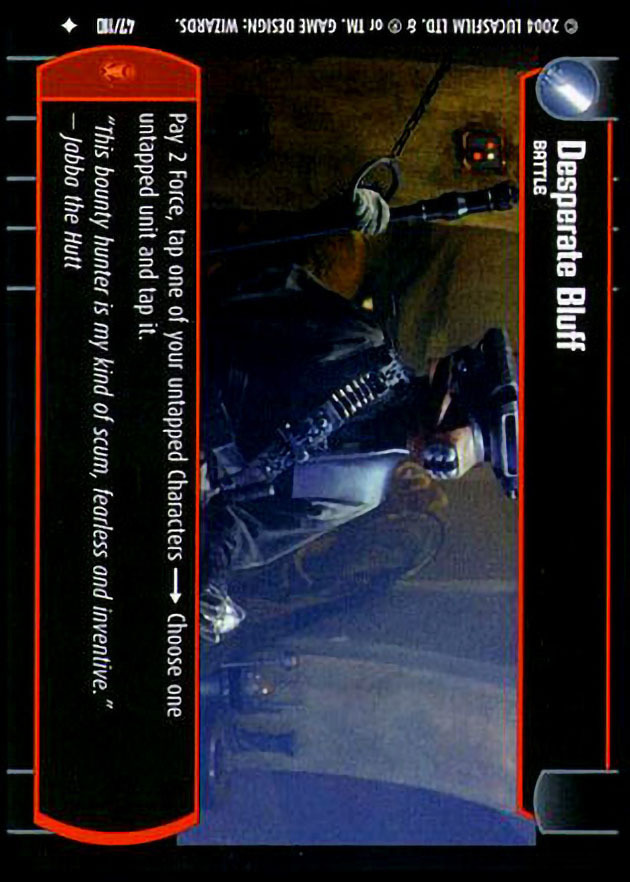 Desperate Bluff
BATTLE
Pay 2 Force, tap one of your untapped Characters → Choose one
untapped unit and tap it.
"This bounty hunter is my kind of scum, fearless and inventive."
– Jabba the Hutt
© 2004 LUCASFILM LTD. & ® or TM. GAME DESIGN: WIZARDS.
47/110